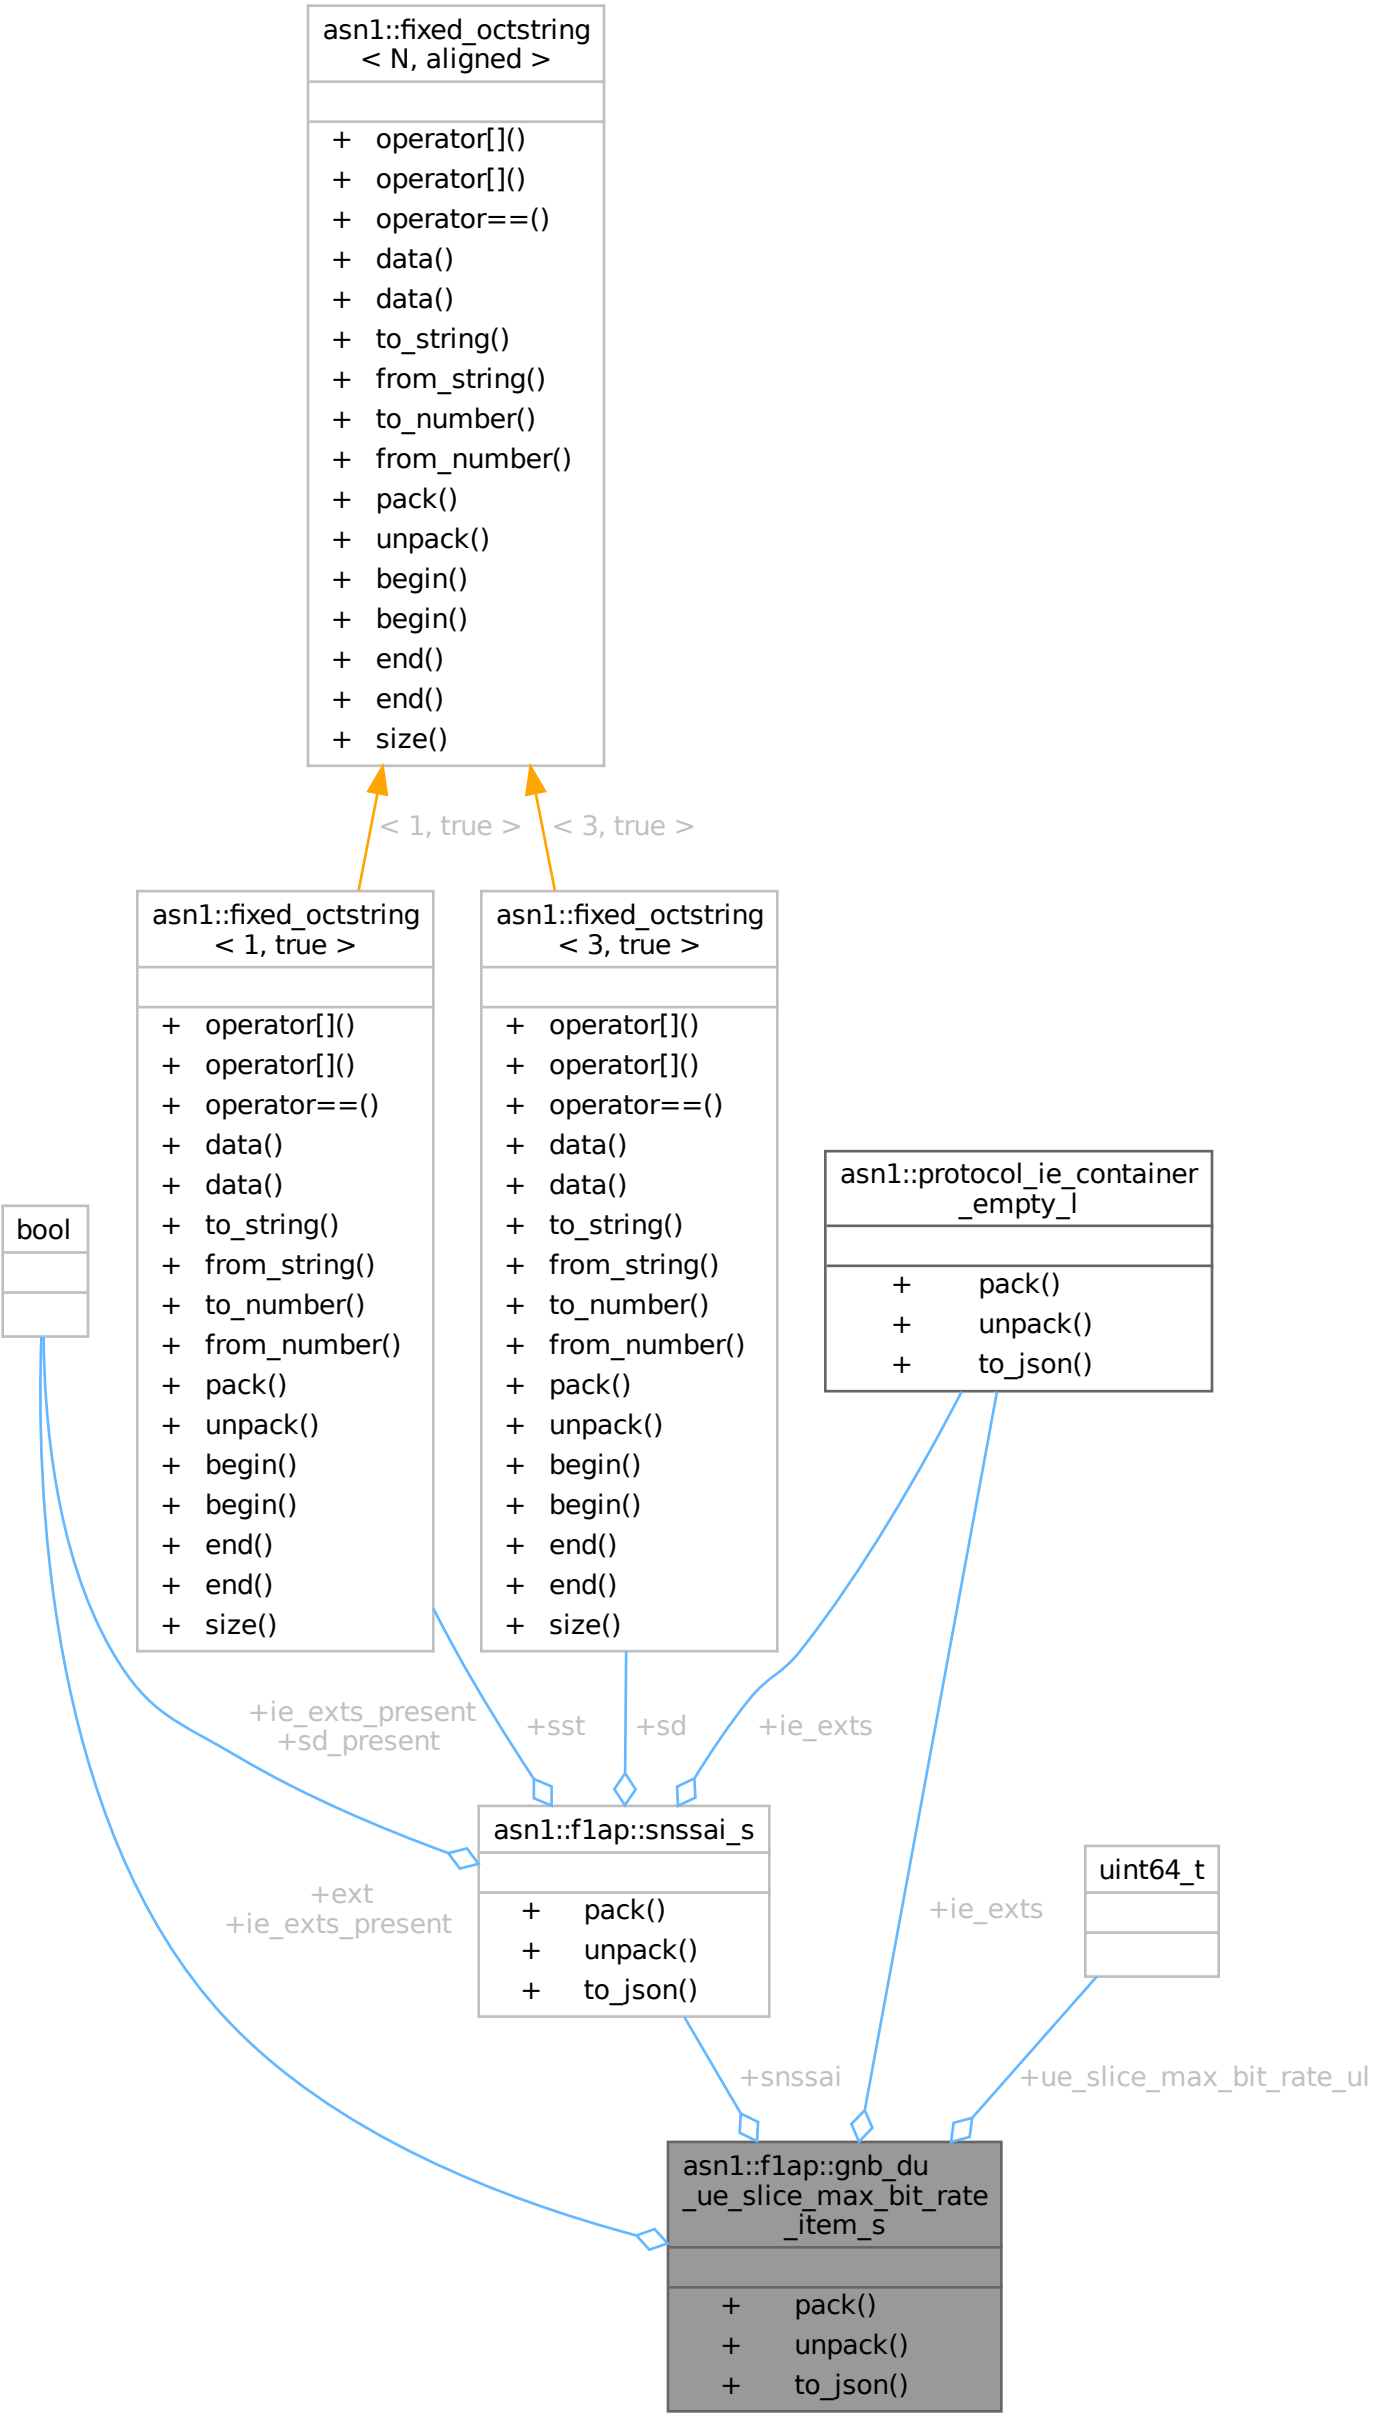 asn1::fixed_octstring
< N, aligned >
+ operator[]()
+ operator[]()
+ operator==()
+ data()
+ data()
+ to_string()
+ from_string()
+ to_number()
+ from_number()
+ pack()
+ unpack()
+ begin()
+ begin()
+ end()
+ end()
+ size()
< 1, true >
< 3, true >
asn1::fixed_octstring
< 1, true >
+ operator[]()
+ operator[]()
+ operator==()
+ data()
+ data()
+ to_string()
+ from_string()
+ to_number()
+ from_number()
+ pack()
+ unpack()
+ begin()
+ begin()
+ end()
+ end()
+ size()
asn1::fixed_octstring
< 3, true >
+ operator[]()
+ operator[]()
+ operator==()
+ data()
+ data()
+ to_string()
+ from_string()
+ to_number()
+ from_number()
+ pack()
+ unpack()
+ begin()
+ begin()
+ end()
+ end()
+ size()
asn1::protocol_ie_container
_empty_l
+ pack()
+ unpack()
+ to_json()
bool
+ie_exts_present
+sd_present
+sst
+sd
+ie_exts
asn1::f1ap::snssai_s
+ pack()
+ unpack()
+ to_json()
uint64_t
+ext
+ie_exts_present
+ie_exts
+snssai
+ue_slice_max_bit_rate_ul
asn1::f1ap::gnb_du
_ue_slice_max_bit_rate
_item_s
+ pack()
+ unpack()
+ to_json()